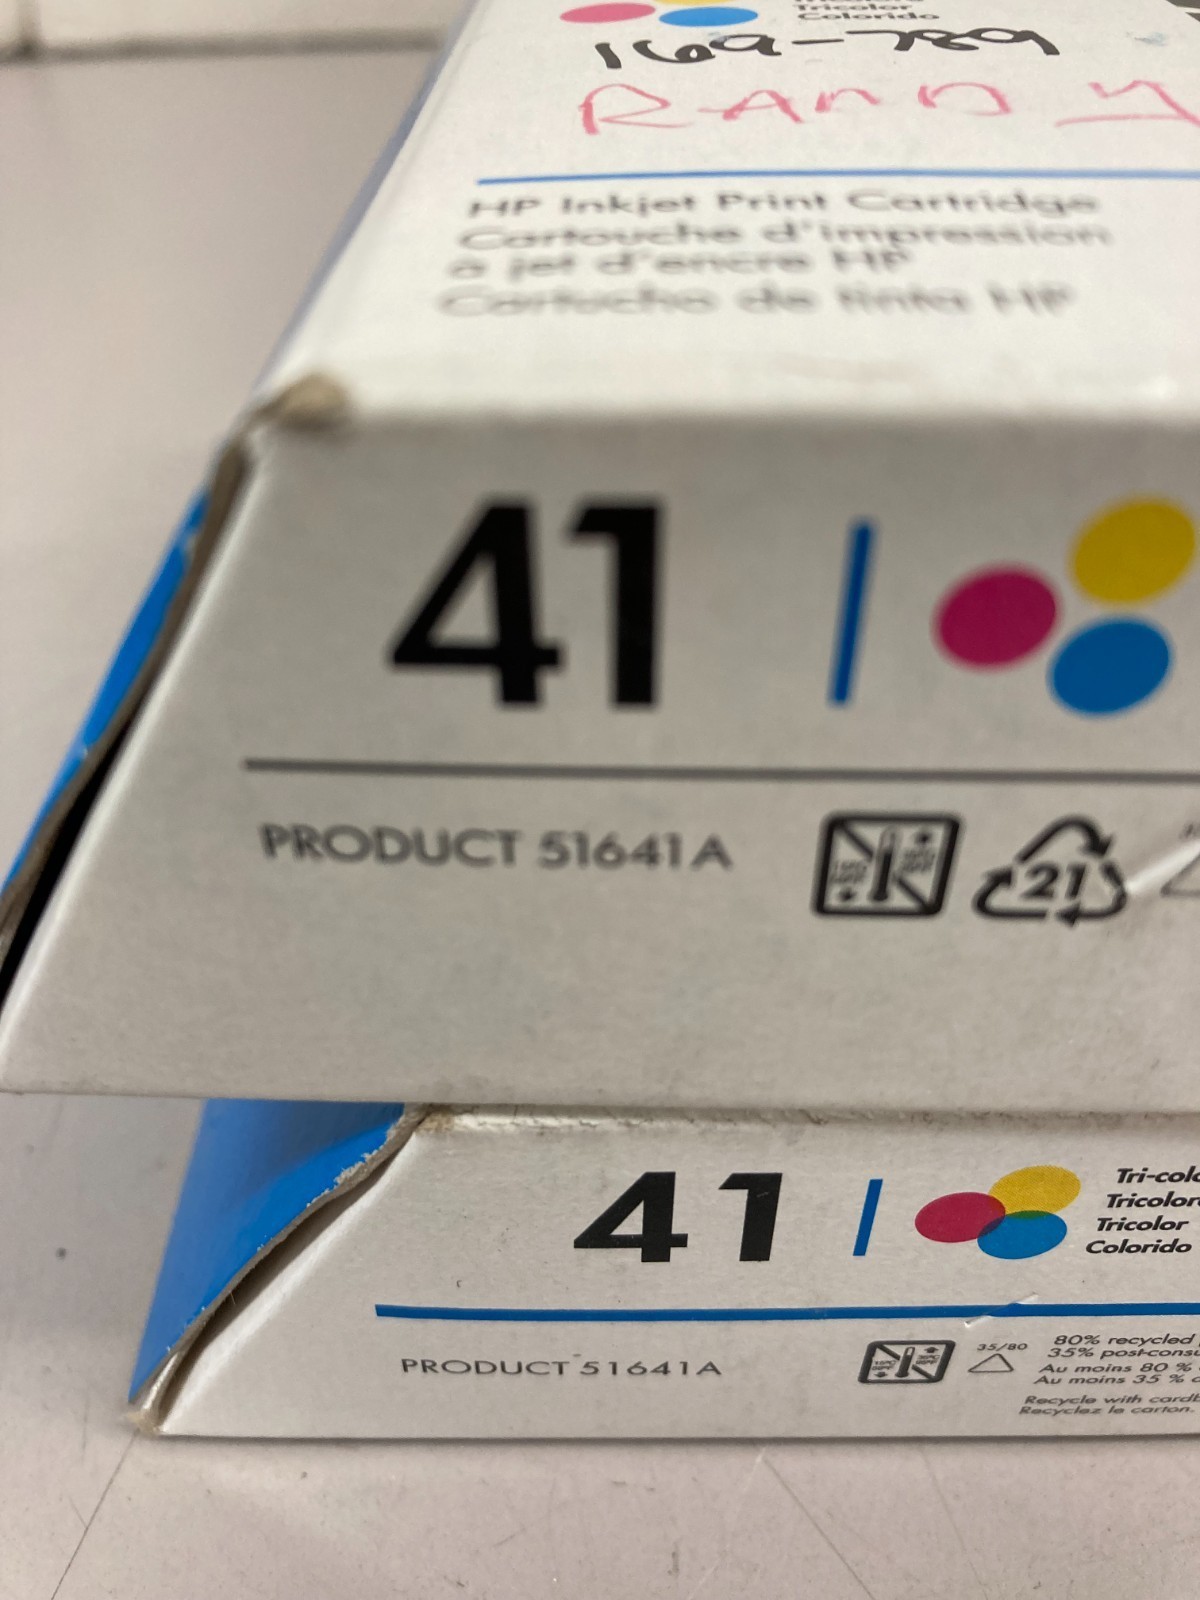 Tricolor
Colorido
169-789
RANDY
HP Inkjet Print Cartridge
Cartouche d'impression
à jet d'encre HP
Cartucho de tinta HP
41
PRODUCT 51641A
21
41
Tri-colo
Tricolore
Tricolor
Colorido
PRODUCT 51641A
35/80
80% recycled
35% post-consu
Au moins 80 %
Au moins 35 %
Recycle with cardb
Recyclez le carton.